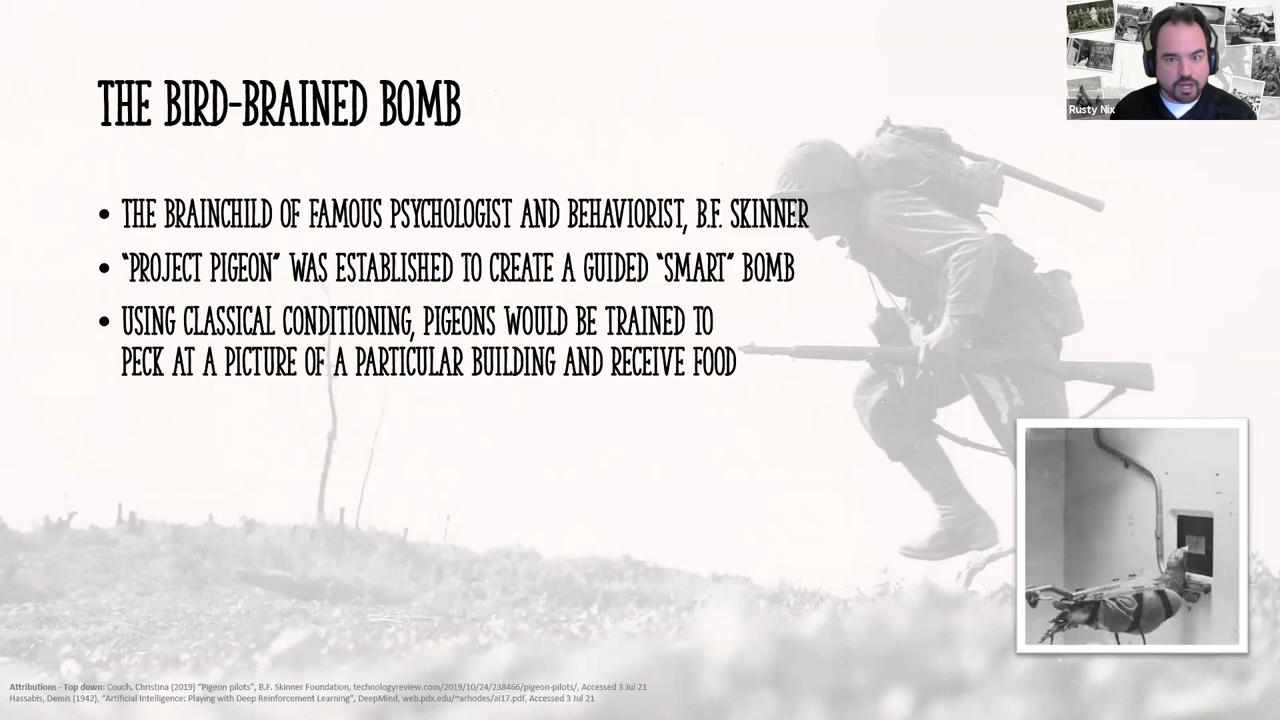 THE BIRD-BRAINED BOMB
Rusty Nix
• THE BRAINCHILD OF FAMOUS PSYCHOLOGIST AND BEHAVIORIST, B.F. SKINNER
• "PROJECT PIGEON" WAS ESTABLISHED TO CREATE A GUIDED "SMART" BOMB
• USING CLASSICAL CONDITIONING, PIGEONS WOULD BE TRAINED TO
PECK AT A PICTURE OF A PARTICULAR BUILDING AND RECEIVE FOOD
Attributions - Top down: Couch, Christina (2019) "Pigeon pilots", B.F. Skinner Foundation, technologyreview.com/2019/10/24/238466/pigeon-pilots/, Accessed 3 Jul 21
Hassabis, Demis (1942), "Artificial Intelligence: Playing with Deep Reinforcement Learning", DeepMind, web.pdx.edu/~arhodes/ai17.pdf, Accessed 3 Jul 21